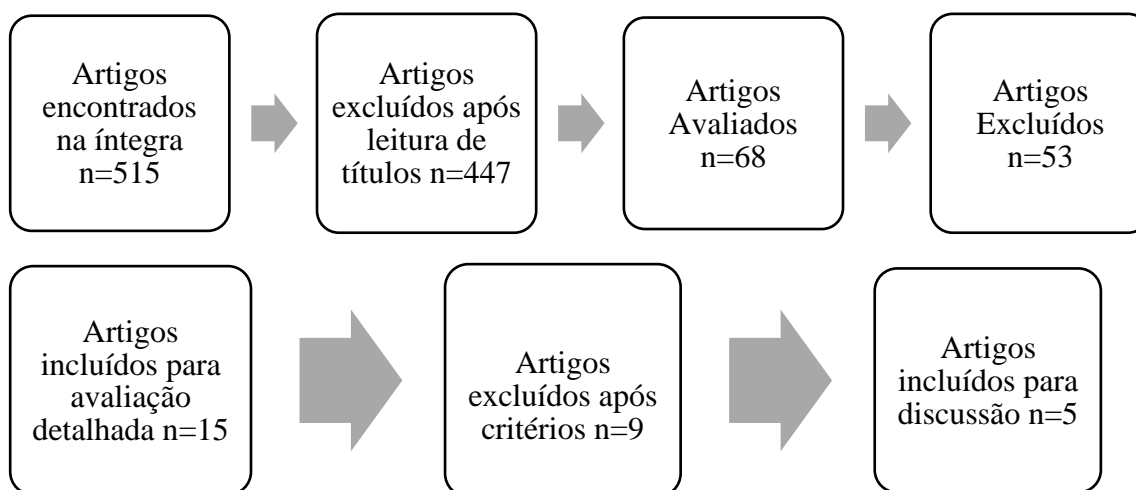 Artigos
encontrados
na íntegra
n=515
Artigos
excluídos após
leitura de
títulos n=447
Artigos
Avaliados
n=68
Artigos
Excluídos
n=53
Artigos
incluídos para
avaliação
detalhada n=15
Artigos
excluídos após
critérios n=9
Artigos
incluídos para
discussão n=5